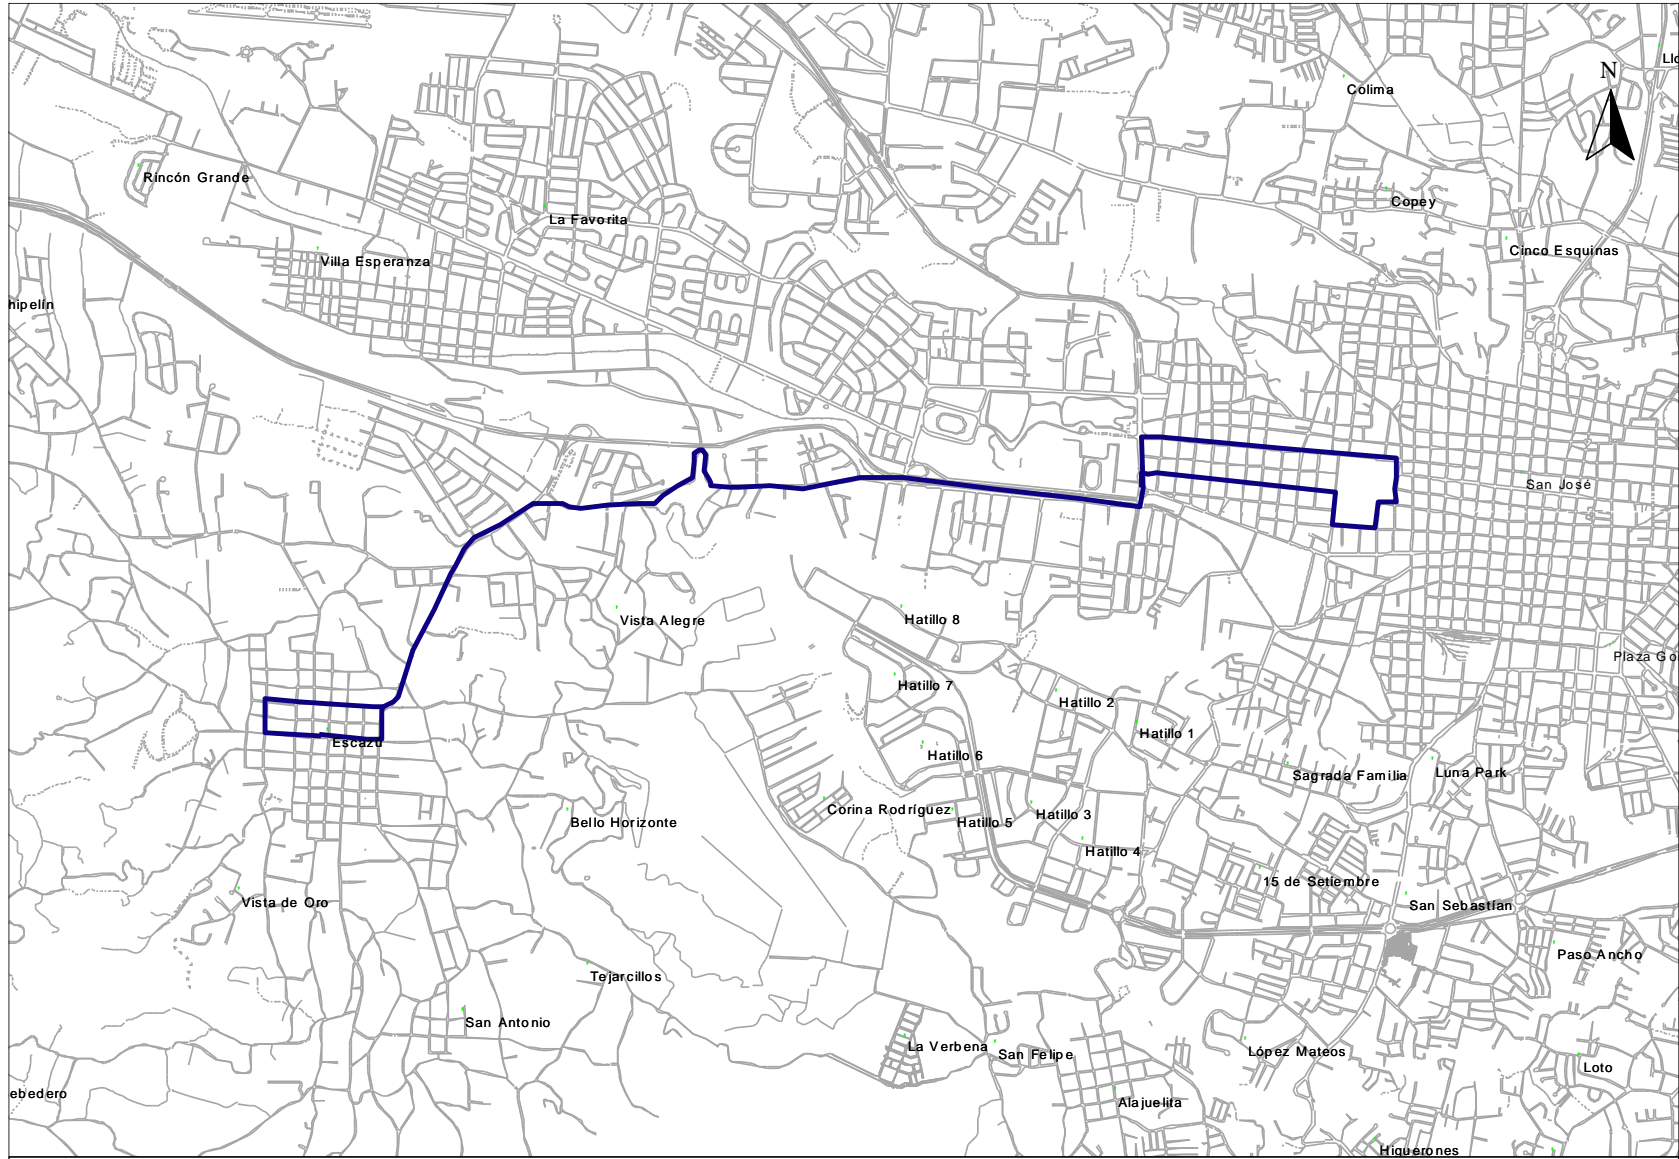 Llo
N
Colima
Rincón Grande
Copey
La Favorita
Cinco Esquinas
Villa Esperanza
hipelín
San José
Vista Alegre
Hatillo 8
Plaza Go
Hatillo 7
Hatillo 2
Hatillo 1
Escazú
Hatillo 6
Sagrada Familia
Luna Park
Corina Rodríguez
Hatillo 3
Bello Horizonte
Hatillo 5
Hatillo 4
15 de Setiembre
Vista de Oro
San Sebastián
Paso Ancho
Tejarcillos
San Antonio
La Verbena
San Felipe
López Mateos
Loto
ebedero
Alajuelita
Higuerones